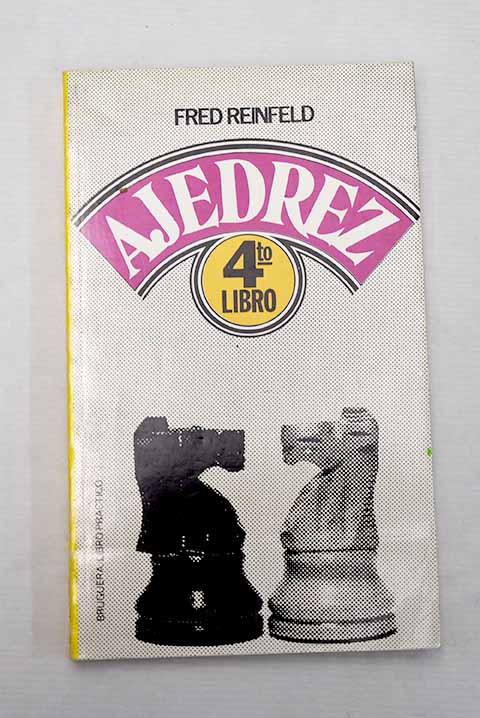 FRED REINFELD
AJEDREZ
4to
LIBRO
BRUGUERA-LIBRO PRACTICO